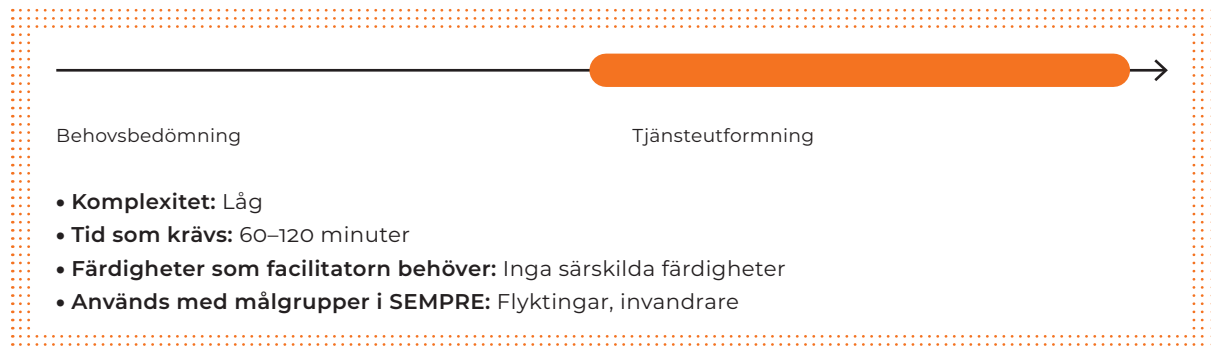 Behovsbedömning Tjänsteutformning
• Komplexitet: Låg
• Tid som krävs: 60–120 minuter
• Färdigheter som facilitatorn behöver: Inga särskilda färdigheter
• Används med målgrupper i SEMPRE: Flyktingar, invandrare